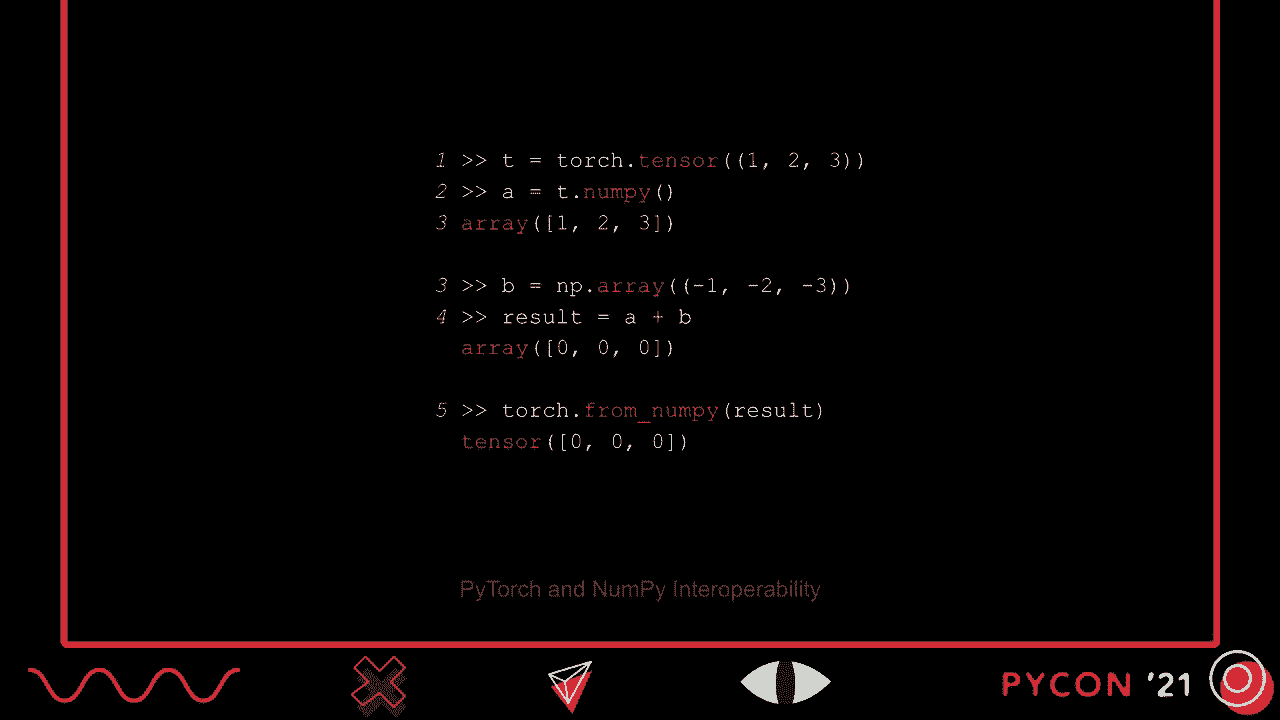 1 >> t = torch.tensor((1, 2, 3))
2 >> a = t.numpy()
3 array([1, 2, 3])
3 >> b = np.array((-1, -2, -3))
4 >> result = a + b
array([0, 0, 0])
5 >> torch.from_numpy(result)
tensor([0, 0, 0])
PyTorch and NumPy Interoperability
PYCON '21